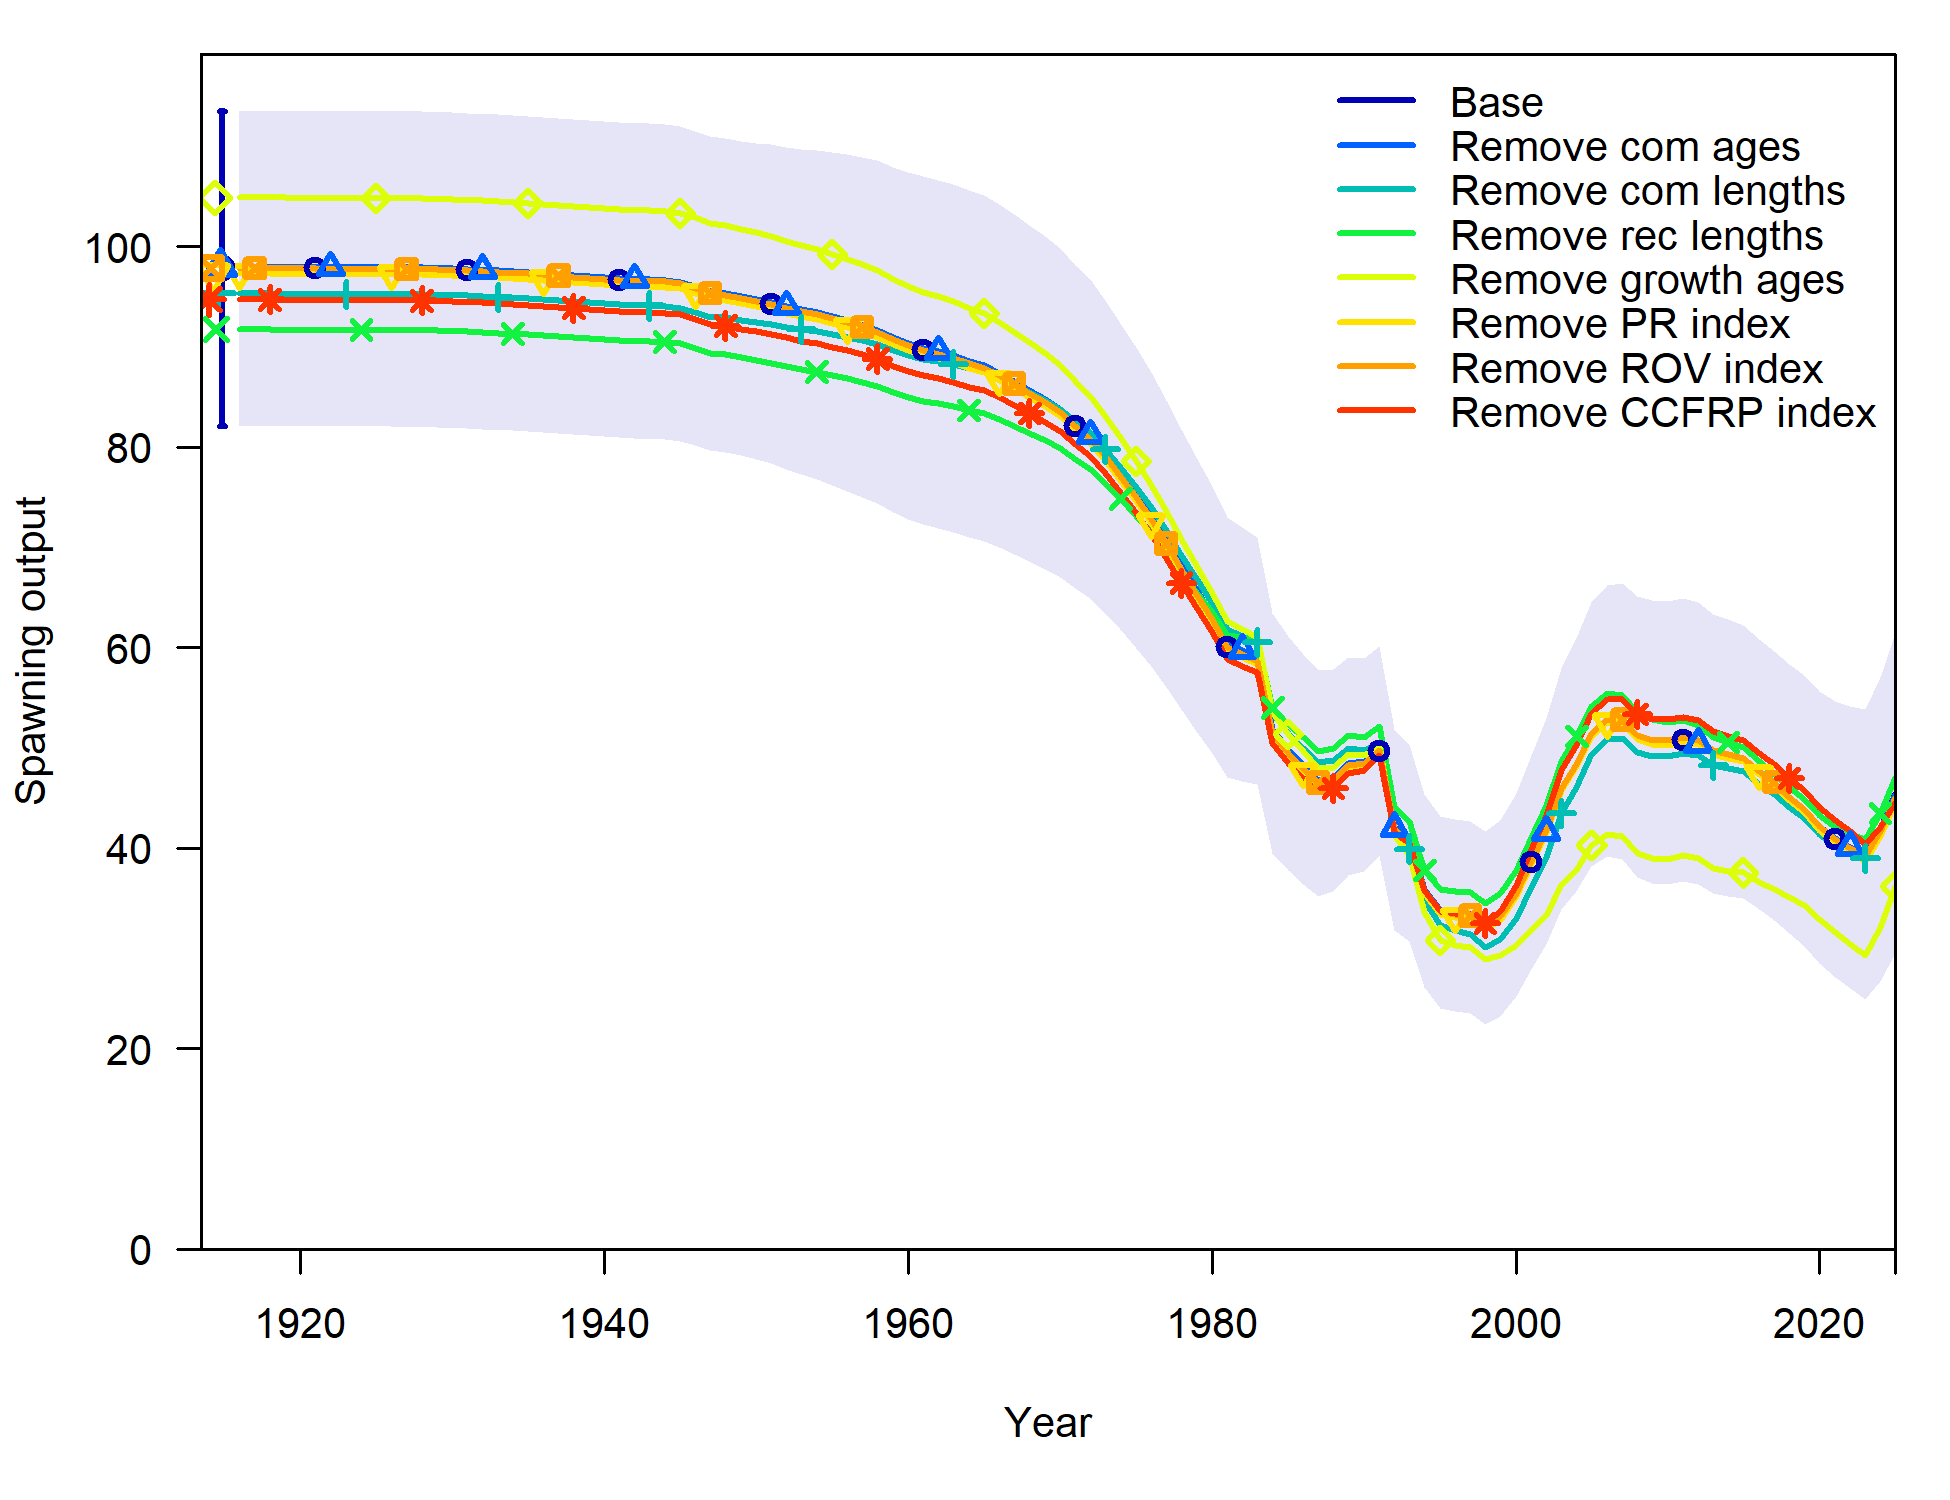 Base
Remove com ages
Remove com lengths
Remove rec lengths
Remove growth ages
Remove PR index
Remove ROV index
Remove CCFRP index
Spawning output
100
80
60
40
20
0
1920 1940 1960 1980 2000 2020
Year